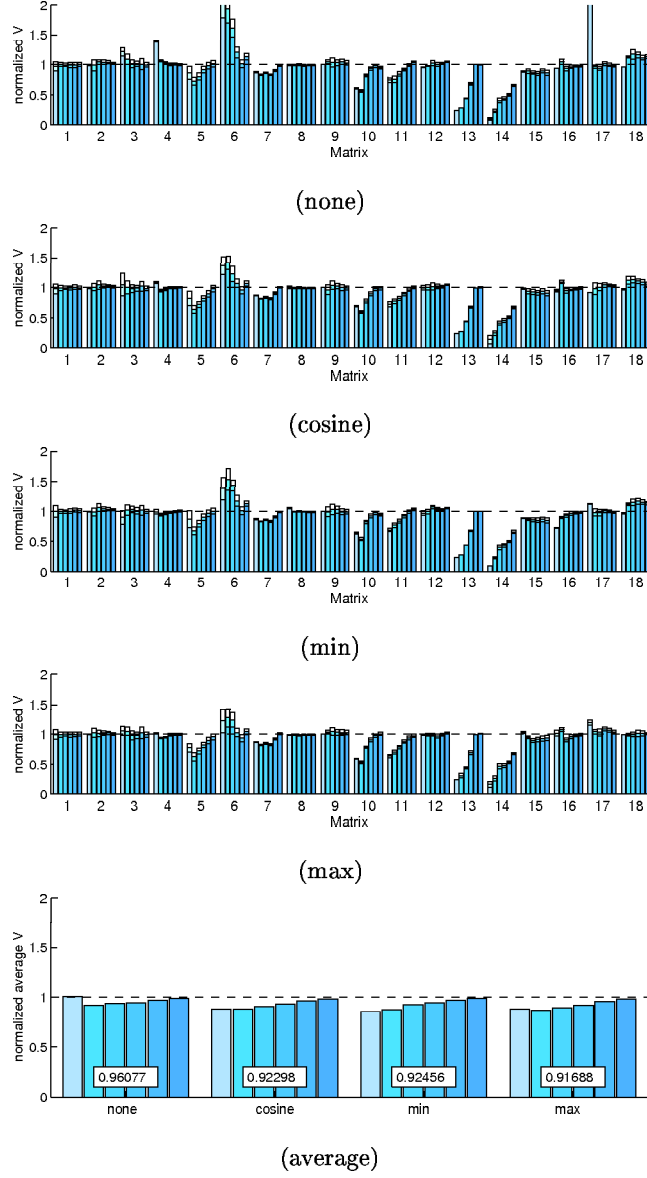 2
1.5
1
0.5
0
normalized V
1 2 3 4 5 6 7 8 9 10 11 12 13 14 15 16 17 18
Matrix
(none)
2
1.5
1
0.5
0
normalized V
1 2 3 4 5 6 7 8 9 10 11 12 13 14 15 16 17 18
Matrix
(cosine)
2
1.5
1
0.5
0
normalized V
1 2 3 4 5 6 7 8 9 10 11 12 13 14 15 16 17 18
Matrix
(min)
2
1.5
1
0.5
0
normalized V
1 2 3 4 5 6 7 8 9 10 11 12 13 14 15 16 17 18
Matrix
(max)
2
1.5
1
0.5
0
normalized average V
0.96077 0.92298 0.92456 0.91688
none cosine min max
(average)